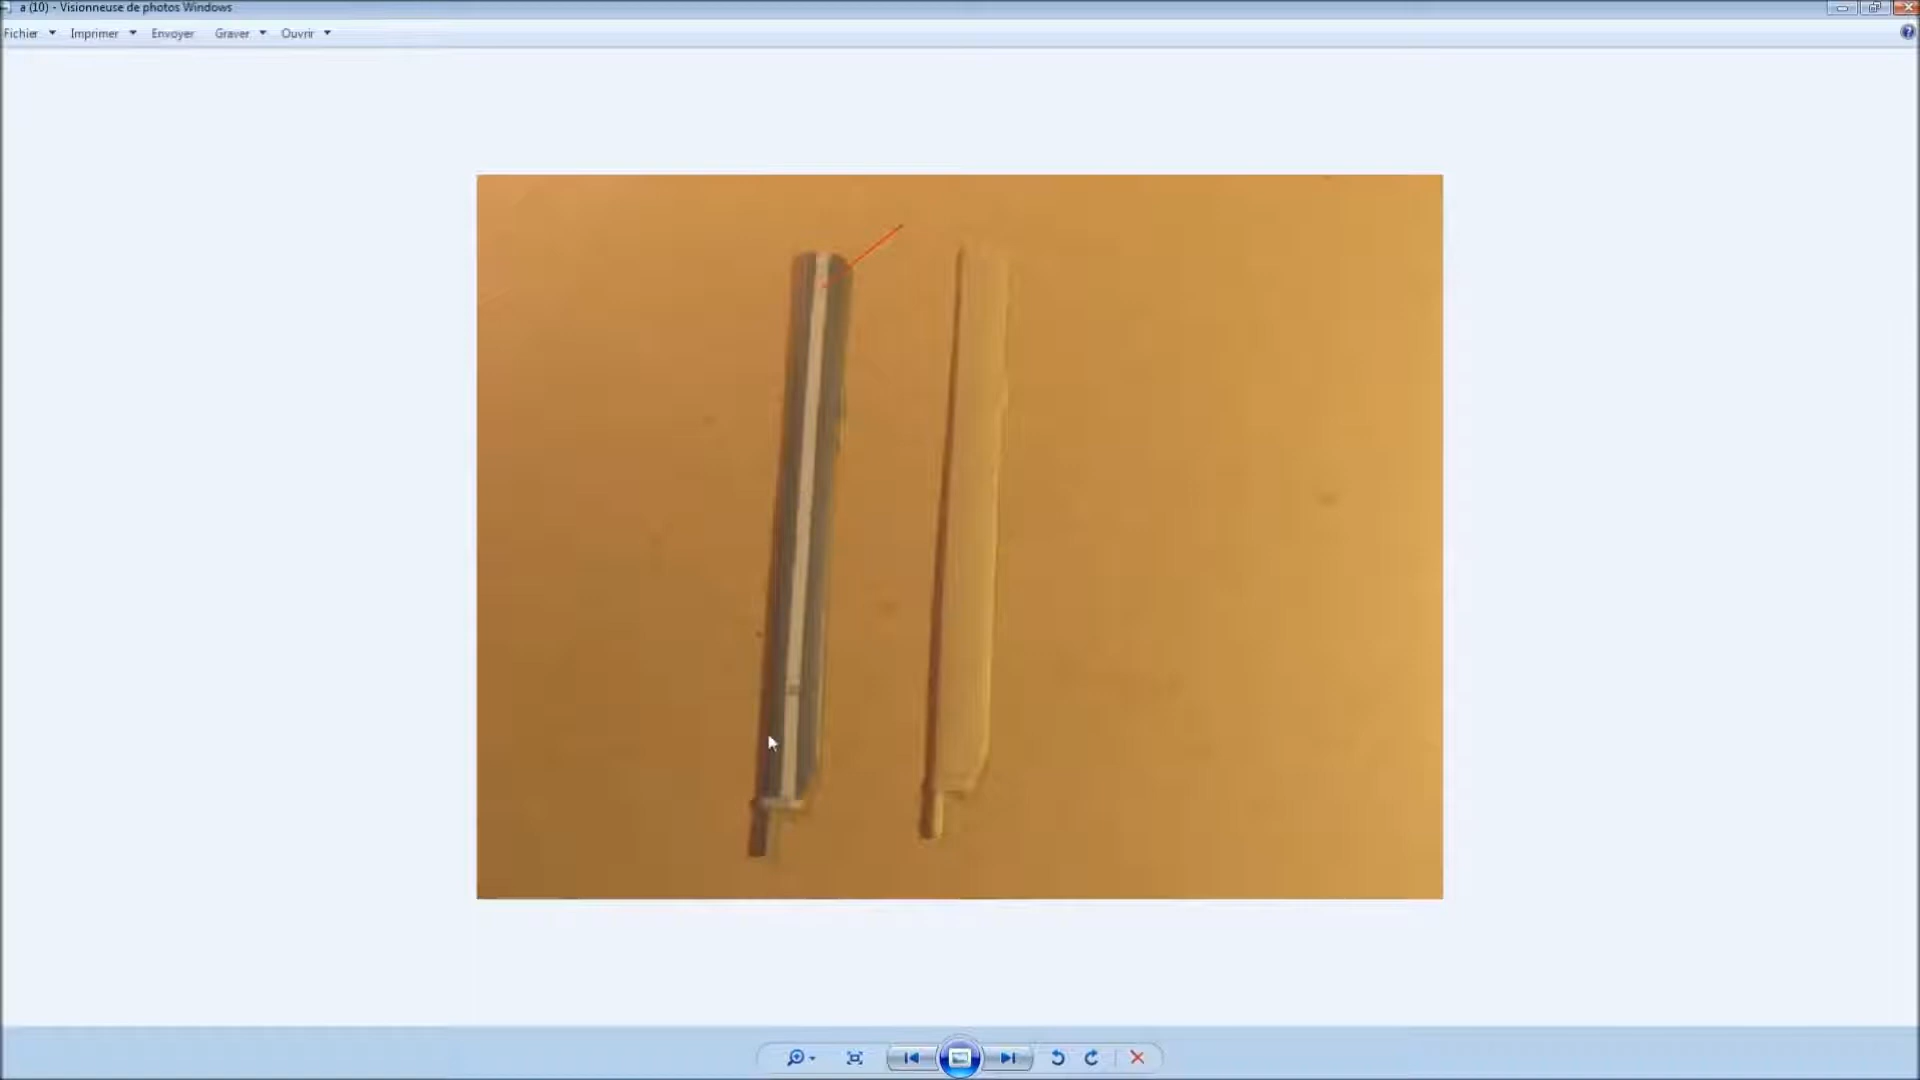 a (10) - Visionneuse de photos Windows
Fichier Imprimer Envoyer Graver Ouvrir